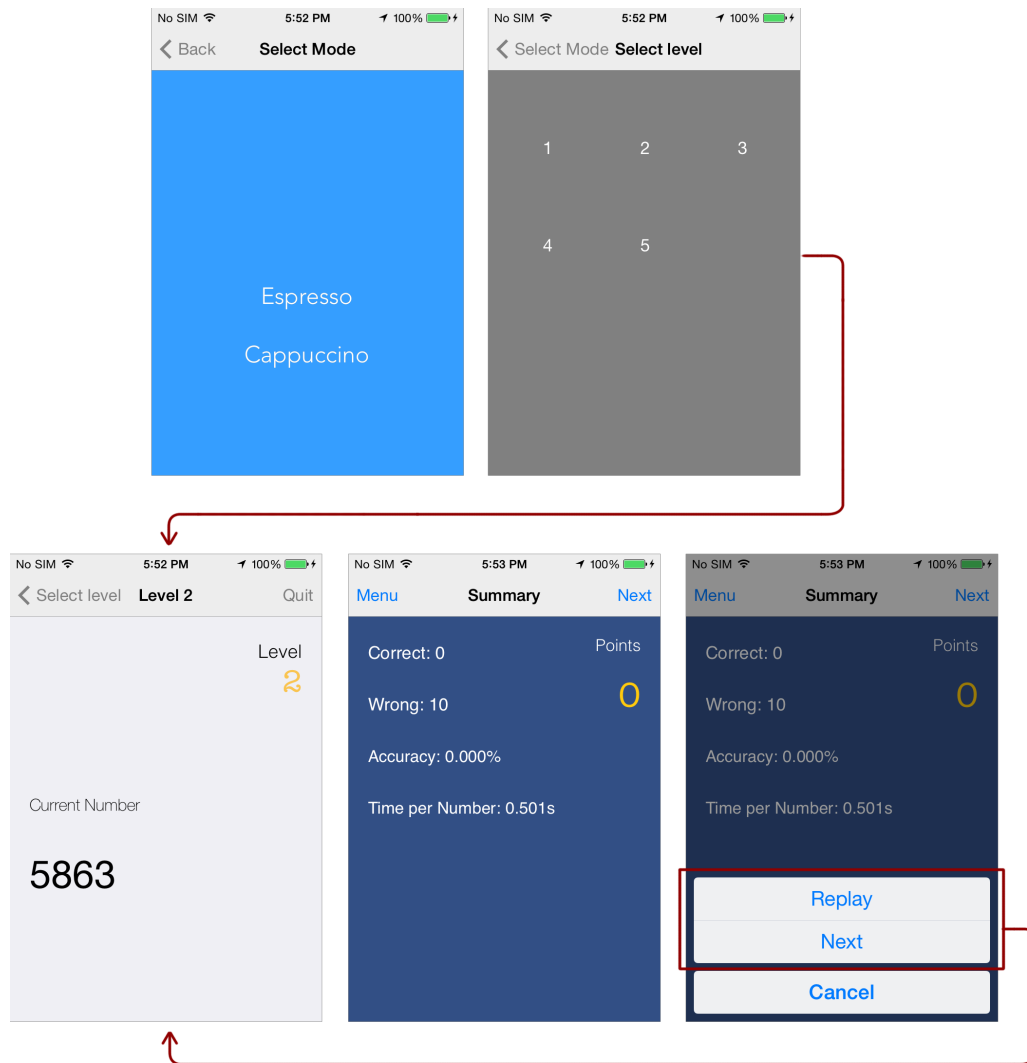 No SIM 5:52 PM 100%
Back Select Mode
Espresso
Cappuccino
No SIM 5:52 PM 100%
Select Mode Select level
1 2 3
4 5
No SIM 5:52 PM 100%
Select level Level 2 Quit
Level
2
Current Number
5863
No SIM 5:53 PM 100%
Menu Summary Next
Correct: 0 Points
Wrong: 10 0
Accuracy: 0.000%
Time per Number: 0.501s
No SIM 5:53 PM 100%
Menu Summary Next
Correct: 0 Points
Wrong: 10 0
Accuracy: 0.000%
Time per Number: 0.501s
Replay
Next
Cancel